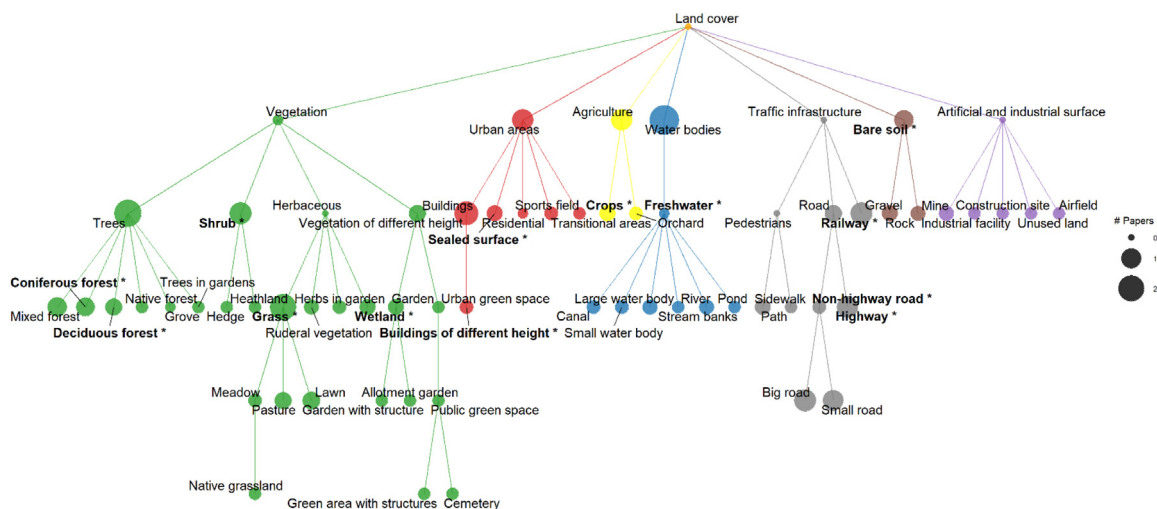 Land cover
Vegetation
Urban areas
Agriculture
Water bodies
Traffic infrastructure
Bare soil *
Artificial and industrial surface
Trees
Shrub *
Herbaceous
Vegetation of different height
Buildings
Sealed surface *
Residential
Sports field
Transitional areas
Crops *
Freshwater *
Orchard
Pedestrians
Road
Railway *
Gravel
Rock
Mine
Industrial facility
Construction site
Unused land
Airfield
# Papers
0
1
2
Coniferous forest *
Mixed forest
Deciduous forest *
Native forest
Grove
Trees in gardens
Hedge
Heathland
Grass *
Herbs in garden
Ruderal vegetation
Wetland *
Garden
Urban green space
Buildings of different height *
Canal
Large water body
Small water body
River
Stream banks
Pond
Sidewalk
Path
Non-highway road *
Highway *
Meadow
Pasture
Lawn
Garden with structure
Allotment garden
Public green space
Big road
Small road
Native grassland
Green area with structures
Cemetery